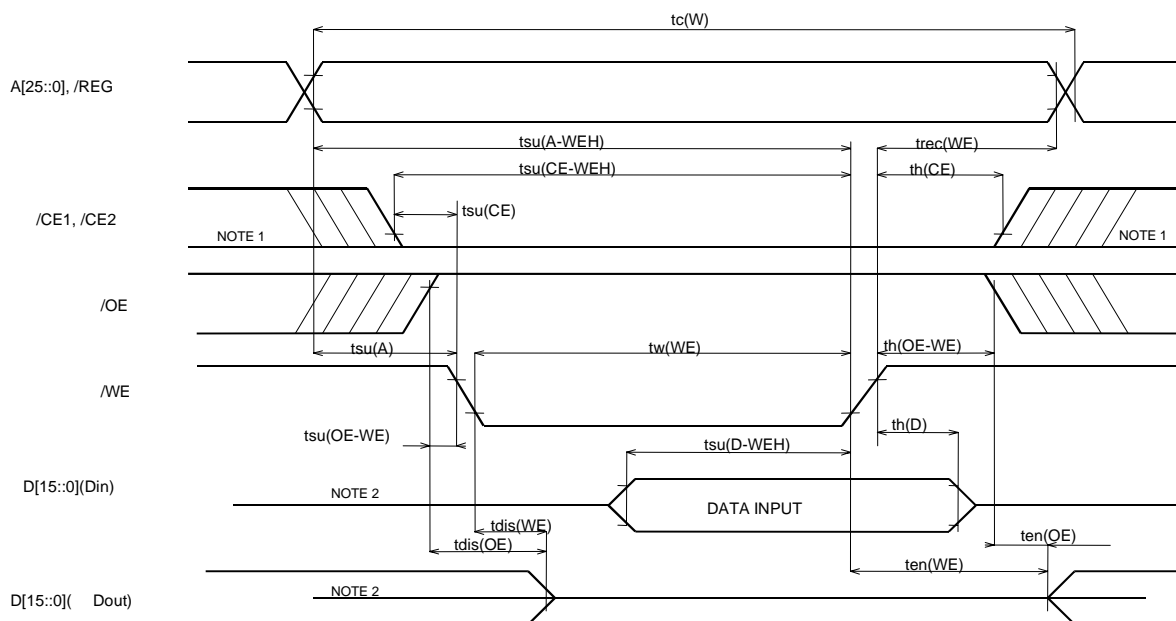 tc(W)
A[25::0], /REG
tsu(A-WEH)
trec(WE)
tsu(CE-WEH)
th(CE)
tsu(CE)
/CE1, /CE2
NOTE 1
NOTE 1
/OE
tsu(A)
tw(WE)
th(OE-WE)
/WE
tsu(OE-WE)
tsu(D-WEH)
th(D)
D[15::0](Din)
NOTE 2
DATA INPUT
tdis(WE)
tdis(OE)
ten(OE)
ten(WE)
D[15::0]( Dout)
NOTE 2